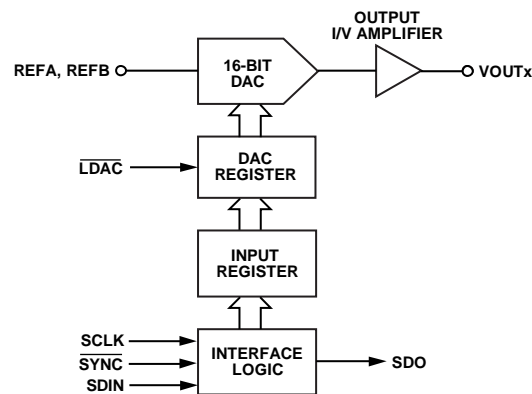 OUTPUT
I/V AMPLIFIER
REFA, REFB
16-BIT
DAC
VOUTx
LDAC
DAC
REGISTER
INPUT
REGISTER
SCLK
SYNC
SDIN
INTERFACE
LOGIC
SDO